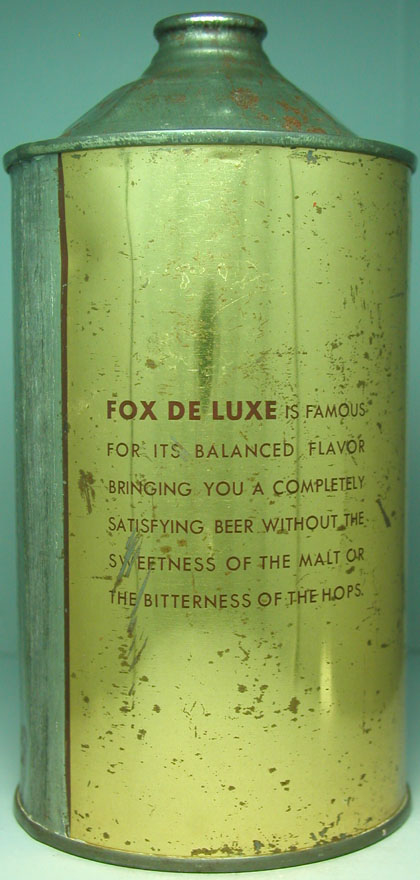 FOX DE LUXE IS FAMOUS
FOR ITS BALANCED FLAVOR
BRINGING YOU A COMPLETELY
SATISFYING BEER WITHOUT THE
SWEETNESS OF THE MALT OR
THE BITTERNESS OF THE HOPS.